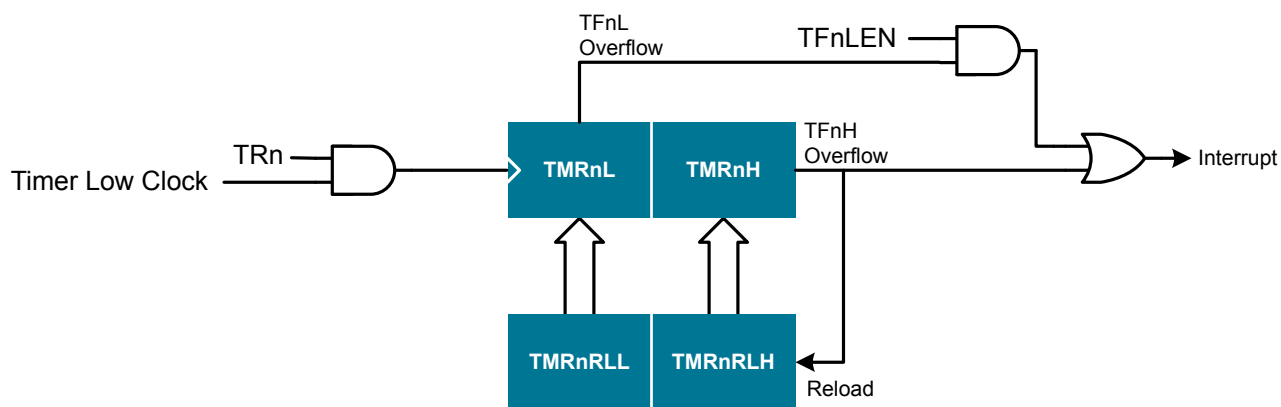 TFnL
Overflow
TFnLEN
TRn
Timer Low Clock
TMRnL
TMRnH
TFnH
Overflow
Interrupt
TMRnRLL
TMRnRLH
Reload